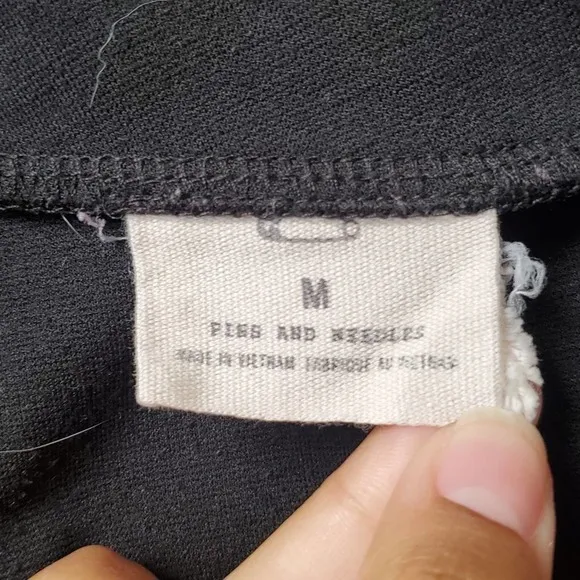 M
PINS AND NEEDLES
MADE IN VIETNAM FABRIQUE AU VIETNAM